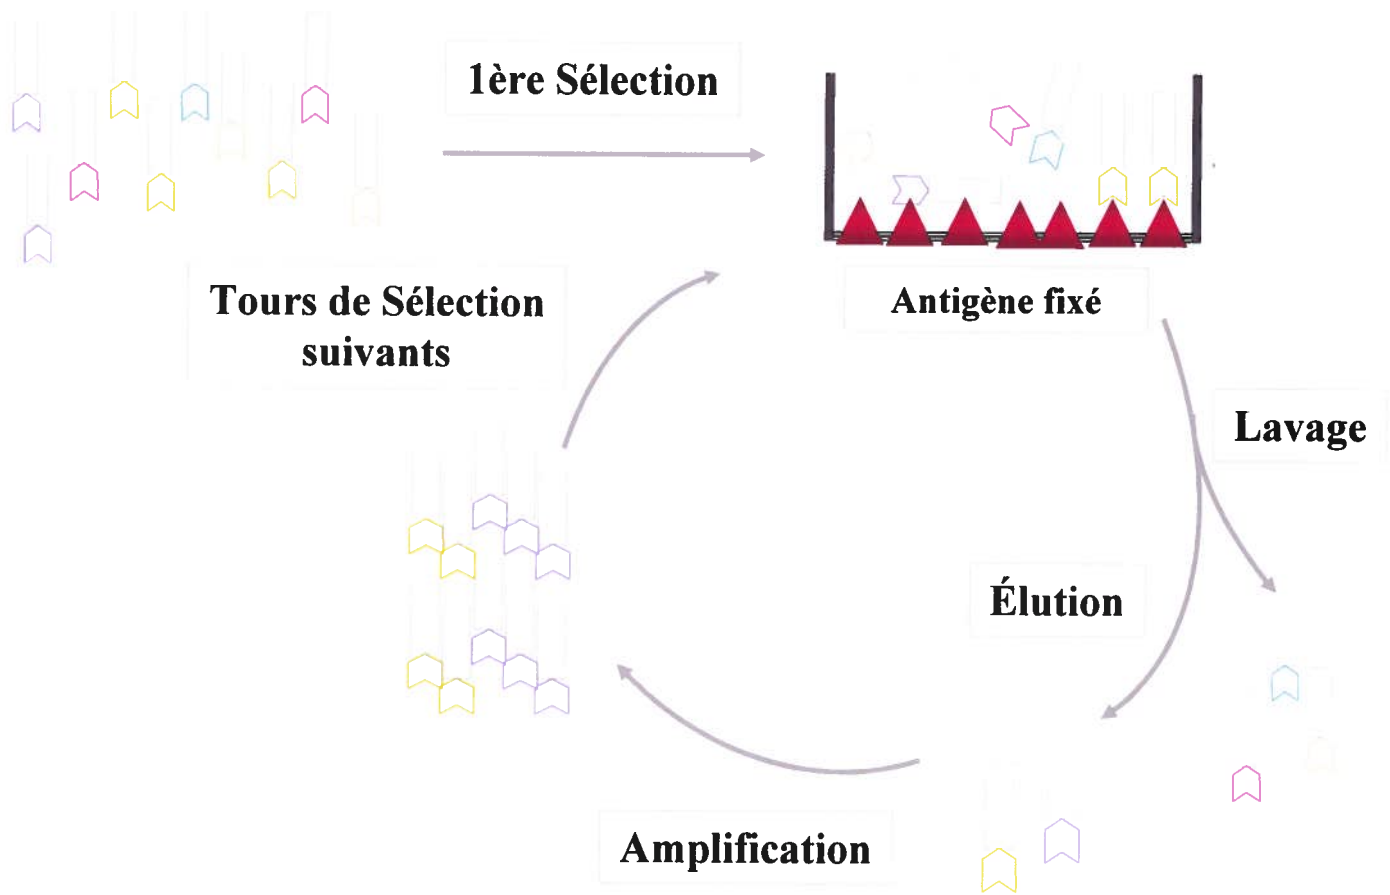 1ère Sélection
Tours de Sélection
suivants
Antigène fixé
Lavage
Élution
Amplification